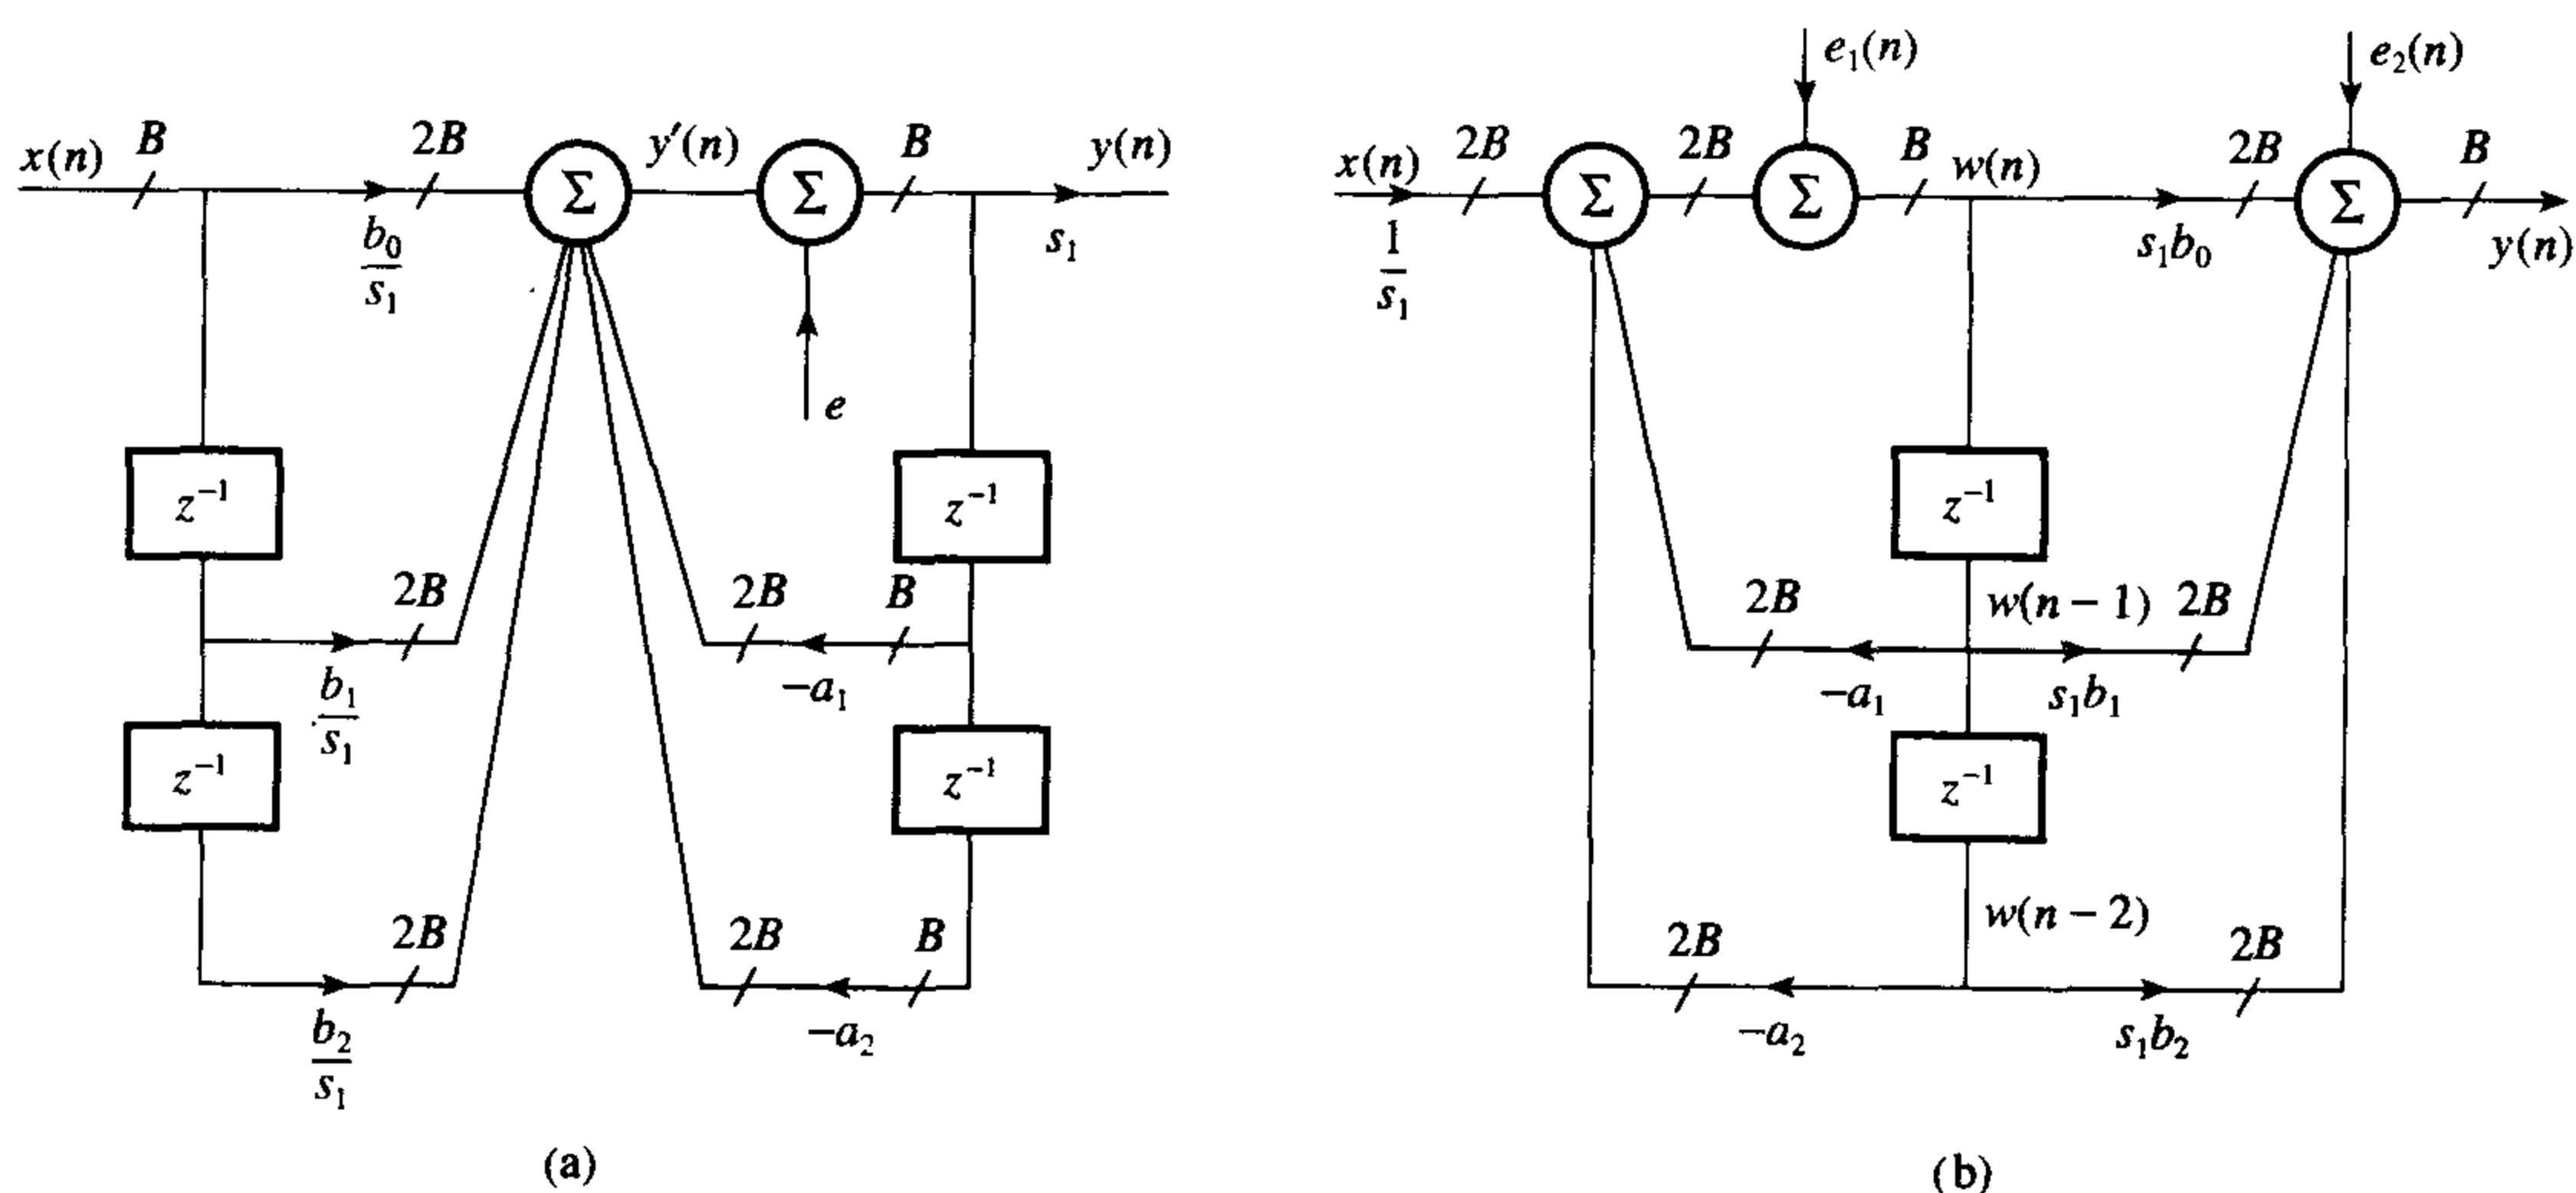 x(n) B 2B y′(n) B y(n)
Σ Σ
b₀/s₁ s₁
e
z⁻¹ z⁻¹
2B 2B B
b₁/s₁ −a₁
z⁻¹ z⁻¹
2B 2B B
b₂/s₁ −a₂
(a)
e₁(n) e₂(n)
x(n) 2B 2B B w(n) 2B B
Σ Σ Σ
1/s₁ s₁b₀ y(n)
z⁻¹
2B w(n − 1) 2B
−a₁ s₁b₁
z⁻¹
w(n − 2)
2B 2B
−a₂ s₁b₂
(b)